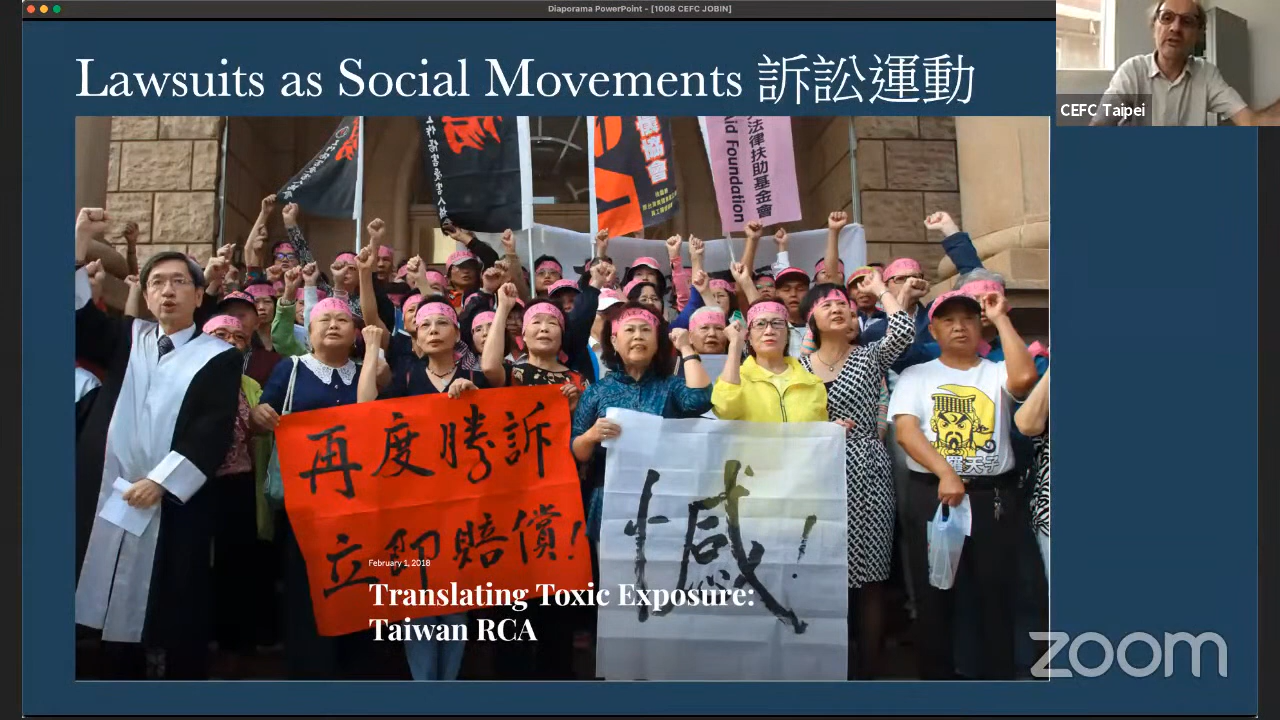 Diaporama PowerPoint - [1008 CEFC JOBIN]
Lawsuits as Social Movements 訴訟運動
CEFC Taipei
法律扶助基金會
id Foundation
再度勝訴
立即賠償!
憾!
February 1, 2018
Translating Toxic Exposure:
Taiwan RCA
zoom